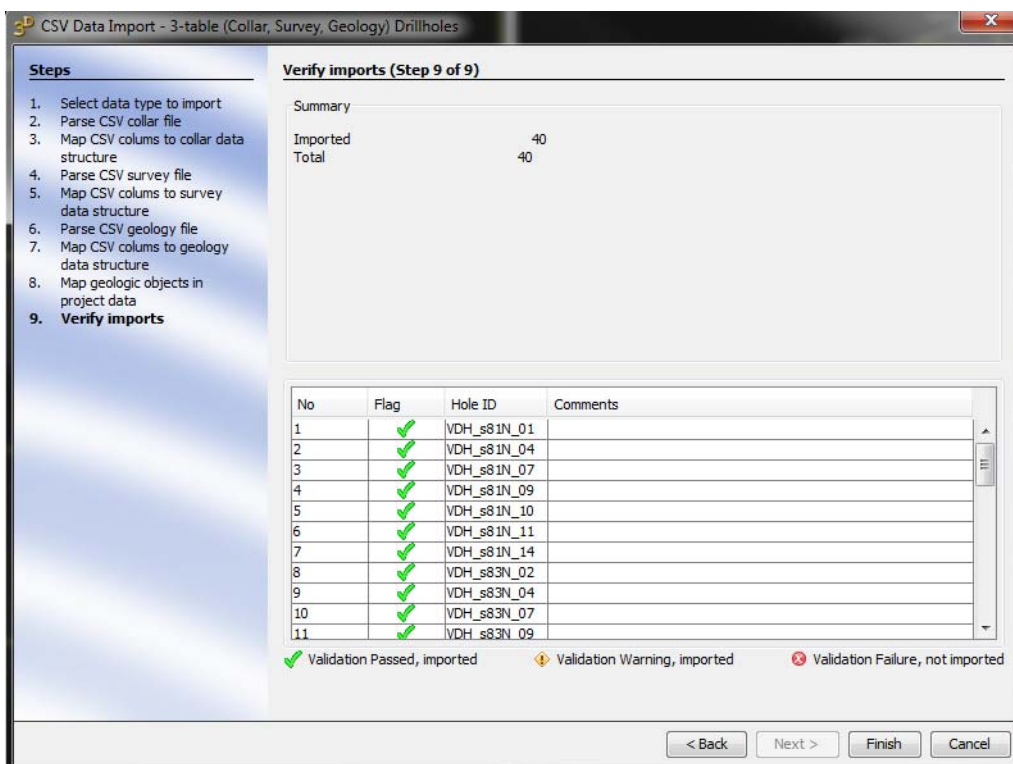 CSV Data Import - 3-table (Collar, Survey, Geology) Drillholes
Steps
1. Select data type to import
2. Parse CSV collar file
3. Map CSV colums to collar data
structure
4. Parse CSV survey file
5. Map CSV colums to survey
data structure
6. Parse CSV geology file
7. Map CSV colums to geology
data structure
8. Map geologic objects in
project data
9. Verify imports
Verify imports (Step 9 of 9)
Summary
Imported 40
Total 40
No Flag Hole ID Comments
1 VDH_s81N_01
2 VDH_s81N_04
3 VDH_s81N_07
4 VDH_s81N_09
5 VDH_s81N_10
6 VDH_s81N_11
7 VDH_s81N_14
8 VDH_s83N_02
9 VDH_s83N_04
10 VDH_s83N_07
11 VDH_s83N_09
Validation Passed, imported Validation Warning, imported Validation Failure, not imported
< Back Next > Finish Cancel